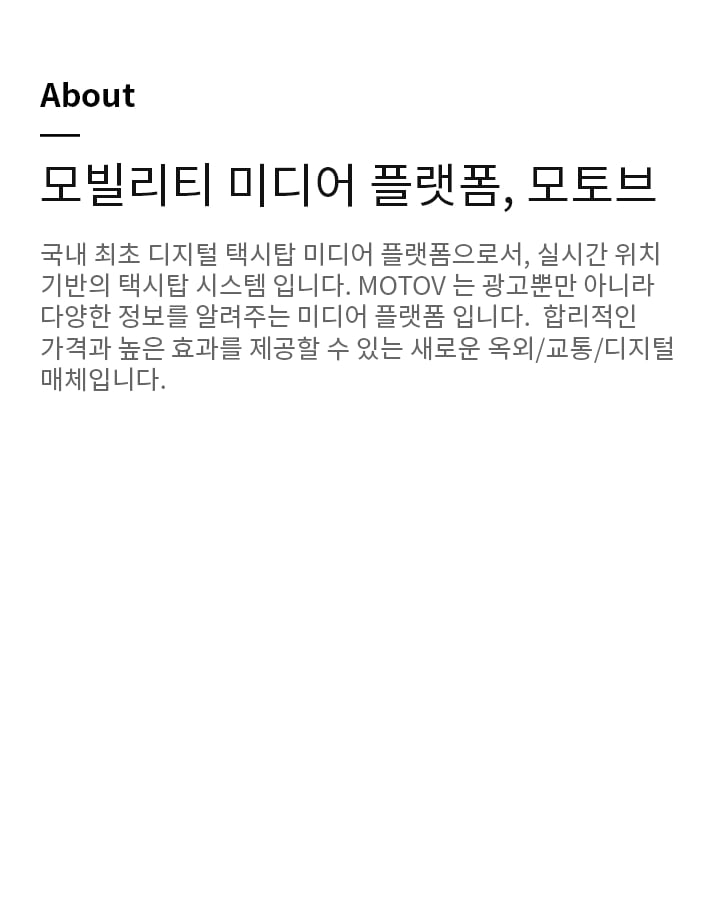 About
모빌리티 미디어 플랫폼, 모토브
국내 최초 디지털 택시탑 미디어 플랫폼으로서, 실시간 위치
기반의 택시탑 시스템 입니다. MOTOV 는 광고뿐만 아니라
다양한 정보를 알려주는 미디어 플랫폼 입니다.  합리적인
가격과 높은 효과를 제공할 수 있는 새로운 옥외/교통/디지털
매체입니다.